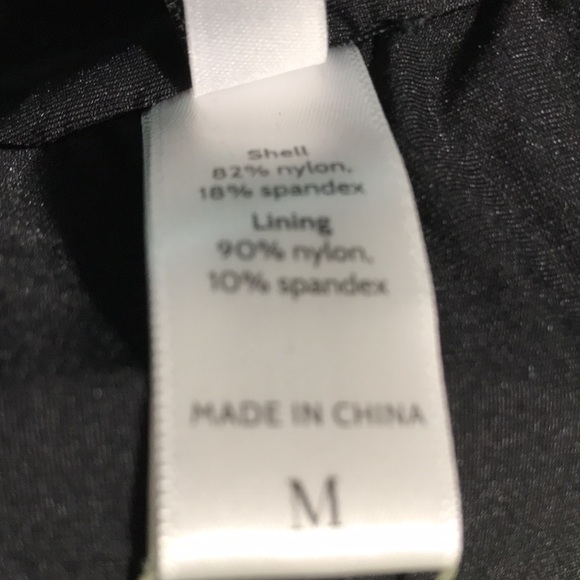 Shell
82% nylon,
18% spandex
Lining
90% nylon,
10% spandex
MADE IN CHINA
M